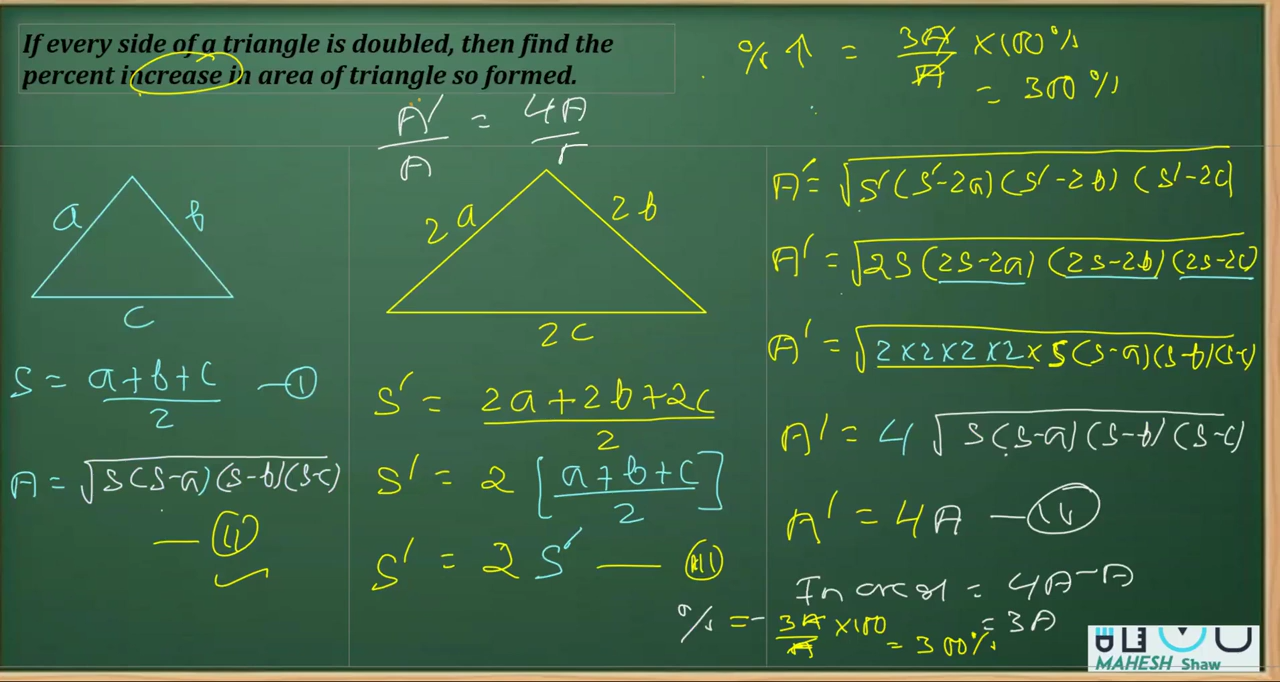 If every side of a triangle is doubled, then find the
percent increase in area of triangle so formed.
% ↑ = 3A/A × 100%
= 300%
A'/A = 4A/
a
b
c
S = a+b+c/2 — (I)
A = √S(S-a)(S-b)(S-c)
— (II)
2a
2b
2c
S' = 2a+2b+2c/2
S' = 2 [a+b+c/2]
S' = 2 S' — (III)
A' = √S'(S'-2a)(S'-2b)(S'-2c)
A' = √2S(2S-2a)(2S-2b)(2S-2c)
A' = √2×2×2×2×S(S-a)(S-b)(S-c)
A' = 4 √S(S-a)(S-b)(S-c)
A' = 4A — (IV)
= 4A-A
= 3A
% = 3A/A × 100 = 300%
MAHESH Shaw